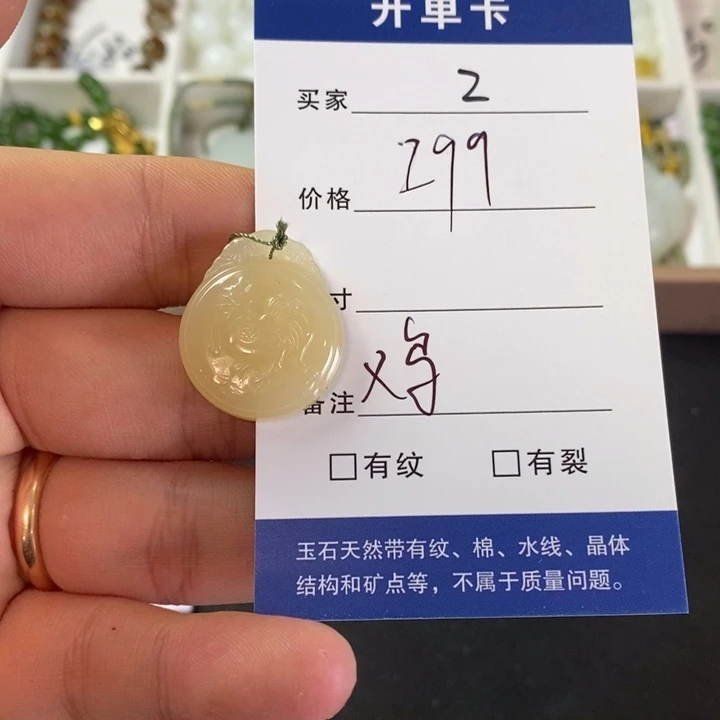 开单卡
买家 2
价格 299
寸
备注 鸡
□有纹 □有裂
玉石天然带有纹、棉、水线、晶体
结构和矿点等，不属于质量问题。